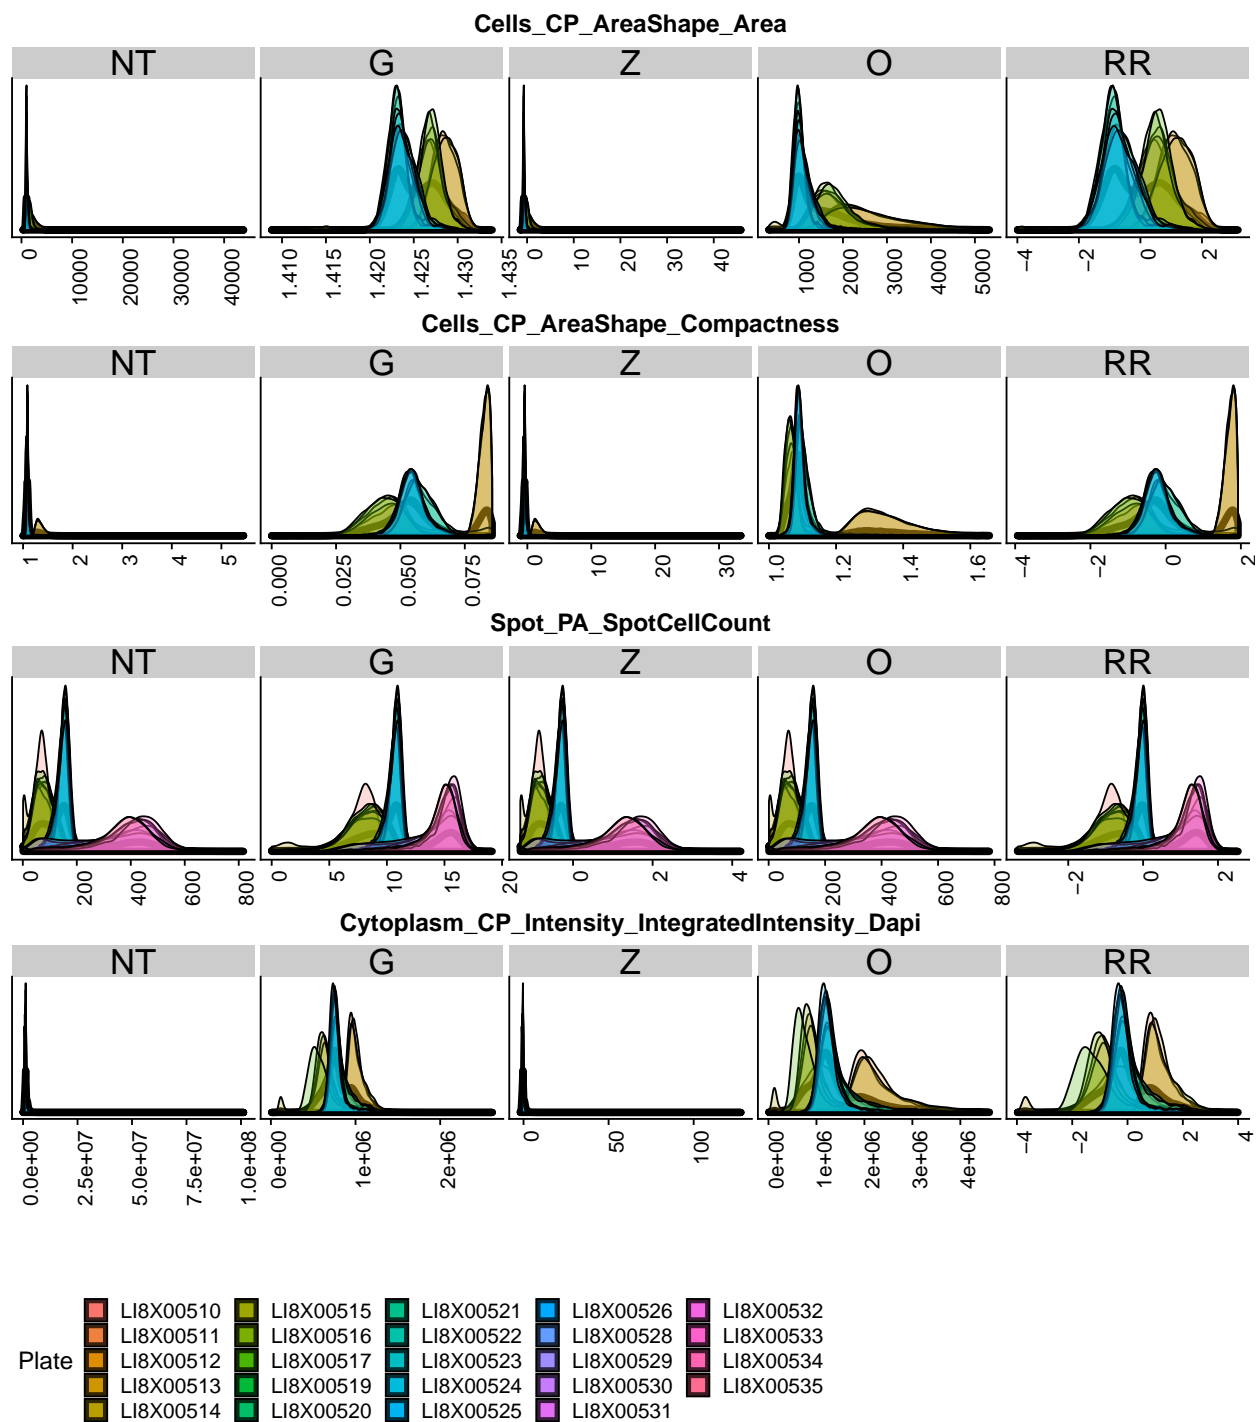 Cells_CP_AreaShape_Area
NT G Z O RR
0 10000 20000 30000 40000 1.410 1.415 1.420 1.425 1.430 1.435 0 10 20 30 40 1000 2000 3000 4000 5000 −4 −2 0 2
Cells_CP_AreaShape_Compactness
NT G Z O RR
1 2 3 4 5 0.000 0.025 0.050 0.075 0 10 20 30 1.0 1.2 1.4 1.6 −4 −2 0 2
Spot_PA_SpotCellCount
NT G Z O RR
0 200 400 600 800 0 5 10 15 20 0 2 4 0 200 400 600 800 −2 0 2
Cytoplasm_CP_Intensity_IntegratedIntensity_Dapi
NT G Z O RR
0.0e+00 2.5e+07 5.0e+07 7.5e+07 1.0e+08 0e+00 1e+06 2e+06 0 50 100 0e+00 1e+06 2e+06 3e+06 4e+06 −4 −2 0 2 4
LI8X00510 LI8X00515 LI8X00521 LI8X00526 LI8X00532
LI8X00511 LI8X00516 LI8X00522 LI8X00528 LI8X00533
Plate LI8X00512 LI8X00517 LI8X00523 LI8X00529 LI8X00534
LI8X00513 LI8X00519 LI8X00524 LI8X00530 LI8X00535
LI8X00514 LI8X00520 LI8X00525 LI8X00531